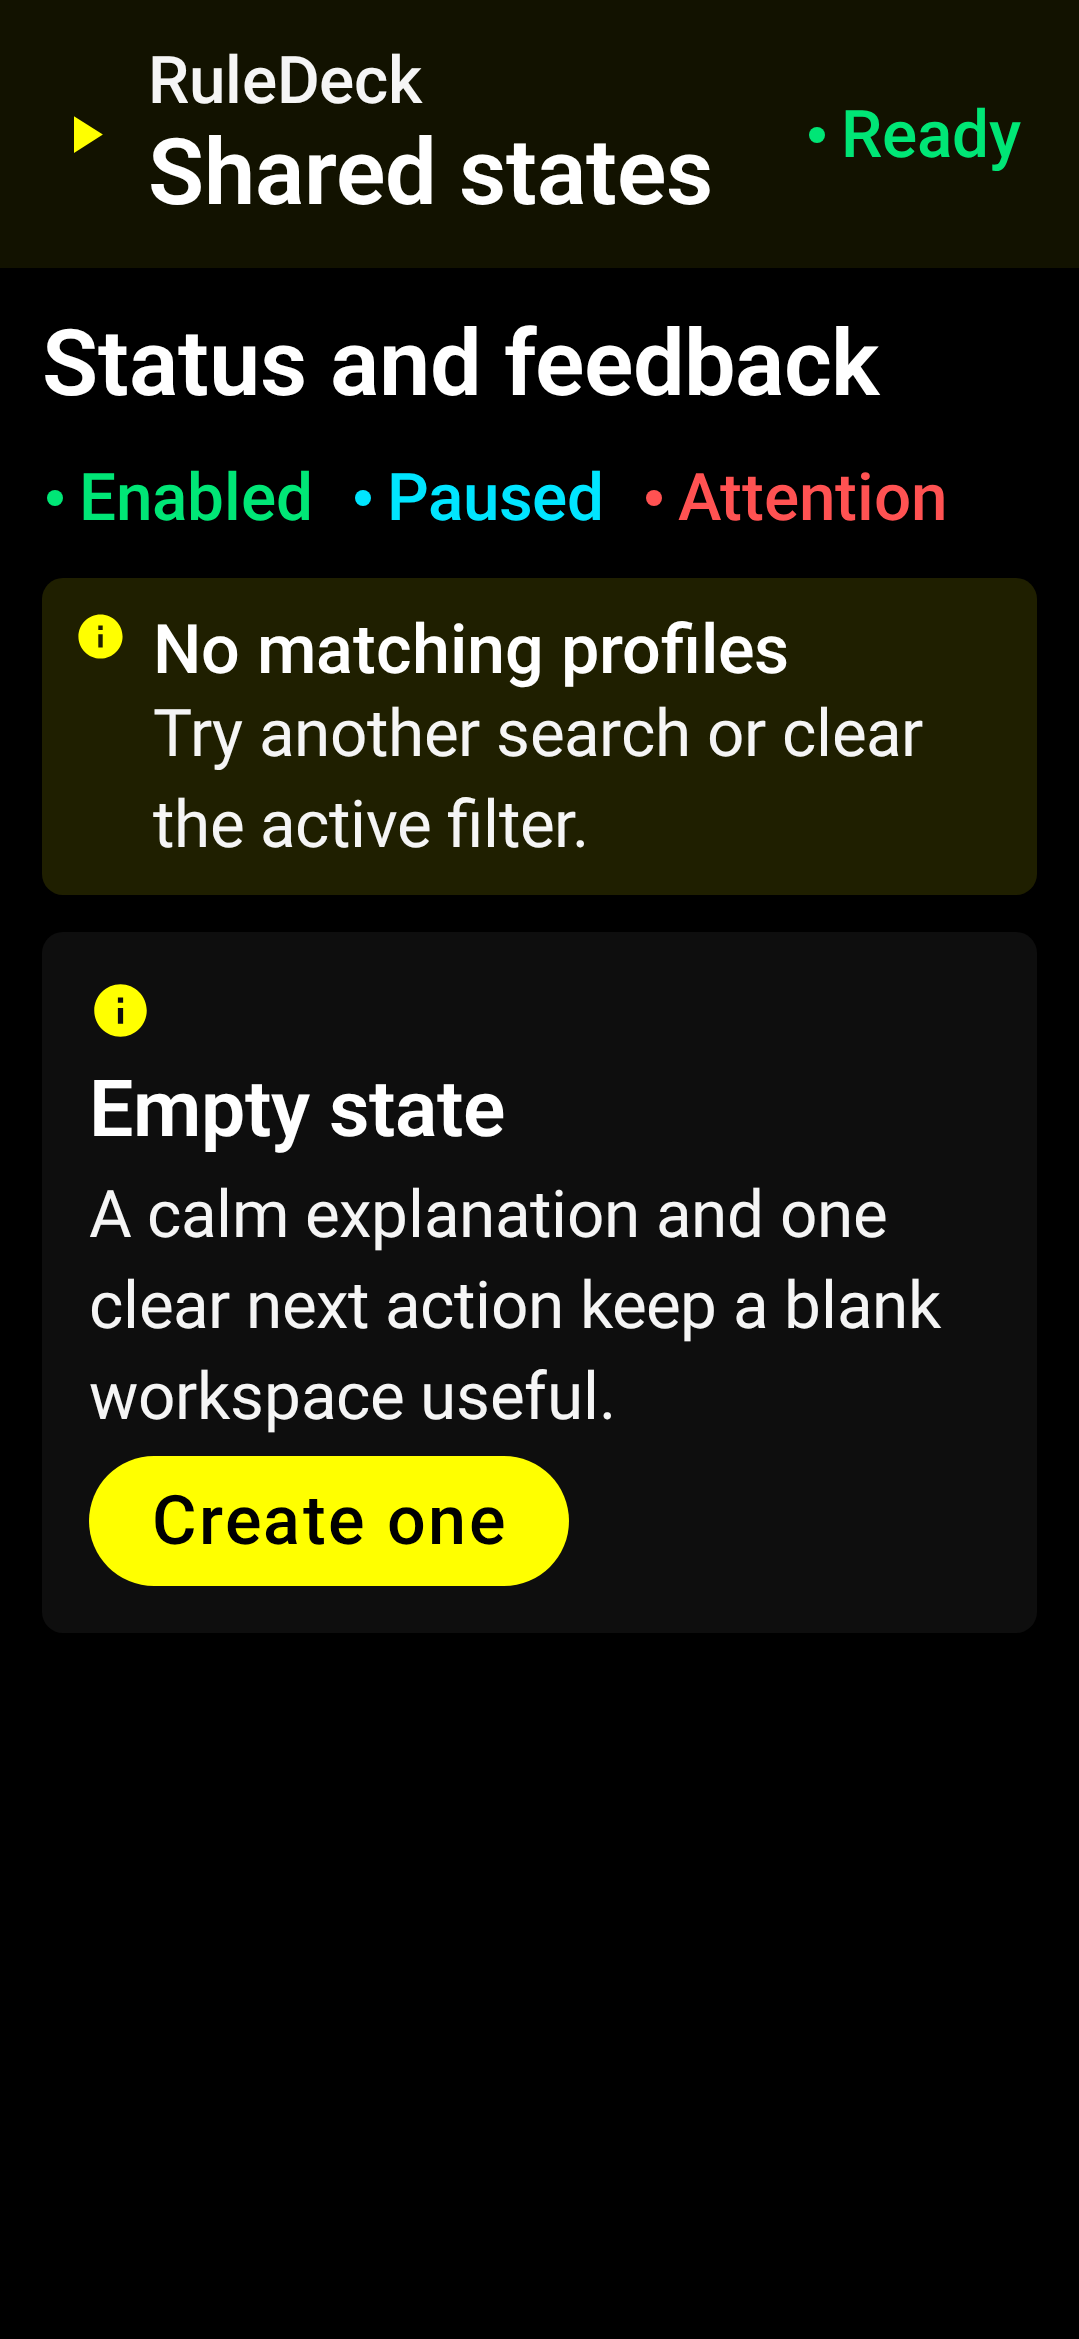 RuleDeck
Shared states
• Ready
Status and feedback
• Enabled • Paused • Attention
No matching profiles
Try another search or clear
the active filter.
Empty state
A calm explanation and one
clear next action keep a blank
workspace useful.
Create one